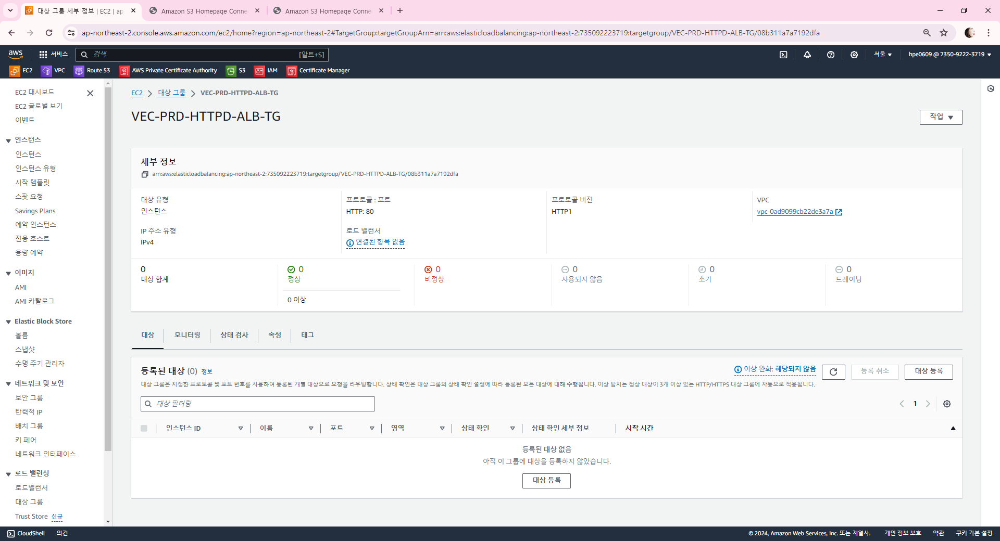 대상 그룹 세부 정보 | EC2 | ap
Amazon S3 Homepage Conne
Amazon S3 Homepage Conne
ap-northeast-2.console.aws.amazon.com/ec2/home?region=ap-northeast-2#TargetGroup:targetGroupArn=arn:aws:elasticloadbalancing:ap-northeast-2:735092223719:targetgroup/VEC-PRD-HTTPD-ALB-TG/08b311a7a7192dfa
aws
서비스
검색
[알트+S]
서울
hpe0609 @ 7350-9222-3719
EC2
VPC
Route 53
AWS Private Certificate Authority
S3
IAM
Certificate Manager
EC2 대시보드
EC2 글로벌 보기
이벤트
인스턴스
인스턴스
인스턴스 유형
시작 템플릿
스팟 요청
Savings Plans
예약 인스턴스
전용 호스트
용량 예약
이미지
AMI
AMI 카탈로그
Elastic Block Store
볼륨
스냅샷
수명 주기 관리자
네트워크 및 보안
보안 그룹
탄력적 IP
배치 그룹
키 페어
네트워크 인터페이스
로드 밸런싱
로드밸런서
대상 그룹
Trust Store 신규
EC2
대상 그룹
VEC-PRD-HTTPD-ALB-TG
VEC-PRD-HTTPD-ALB-TG
작업
세부 정보
arn:aws:elasticloadbalancing:ap-northeast-2:735092223719:targetgroup/VEC-PRD-HTTPD-ALB-TG/08b311a7a7192dfa
대상 유형
인스턴스
프로토콜 : 포트
HTTP: 80
프로토콜 버전
HTTP1
VPC
vpc-0ad9099cb22de3a7a
IP 주소 유형
IPv4
로드 밸런서
연결된 항목 없음
0
대상 합계
0
정상
0 이상
0
비정상
0
사용되지 않음
0
초기
0
드레이닝
대상
모니터링
상태 검사
속성
태그
등록된 대상 (0) 정보
이상 완화: 해당되지 않음
등록 취소
대상 등록
대상 그룹은 지정한 프로토콜 및 포트 번호를 사용하여 등록된 개별 대상으로 요청을 라우팅합니다. 상태 확인은 대상 그룹의 상태 확인 설정에 따라 등록된 모든 대상에 대해 수행됩니다. 이상 탐지는 정상 대상이 3개 이상 있는 HTTP/HTTPS 대상 그룹에 자동으로 적용됩니다.
대상 필터링
1
인스턴스 ID
이름
포트
영역
상태 확인
상태 확인 세부 정보
시작 시간
등록된 대상 없음
아직 이 그룹에 대상을 등록하지 않았습니다.
대상 등록
CloudShell
의견
© 2024, Amazon Web Services, Inc. 또는 계열사.
개인 정보 보호
약관
쿠키 기본 설정